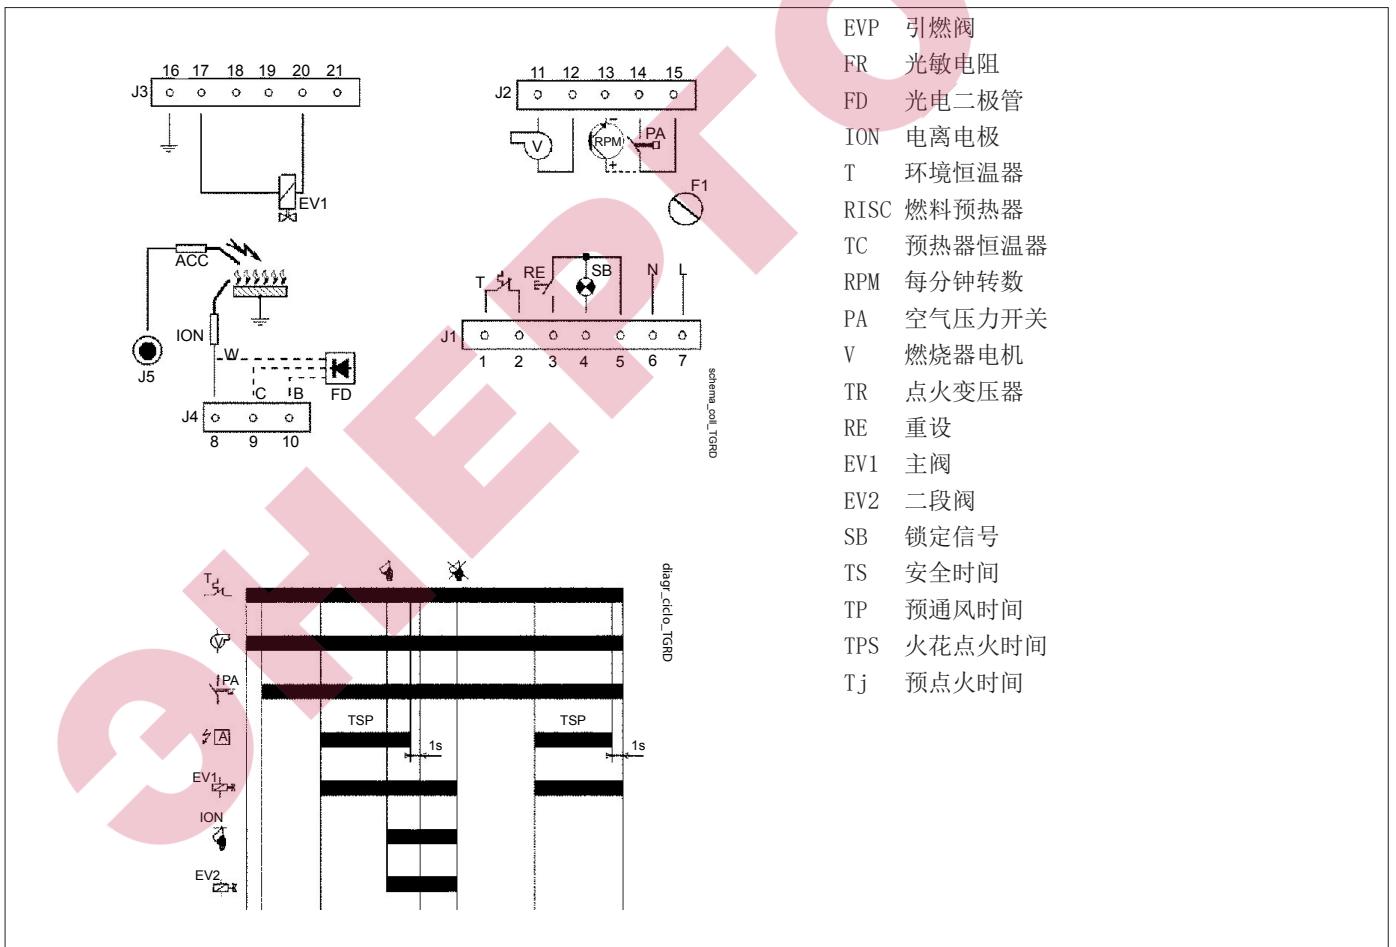 16 17 18 19 20 21
J3
EV1
11 12 13 14 15
J2
V
RPM
PA
F1
ACC
ION
W
J5
C B FD
J4
8 9 10
T RE SB N L
J1
1 2 3 4 5 6 7
schema_coll_TGRD
T
V
PA
A
TSP TSP
1s 1s
EV1
ION
EV2
diagr_ciclo_TGRD
EVP 引燃阀
FR 光敏电阻
FD 光电二极管
ION 电离电极
T 环境恒温器
RISC 燃料预热器
TC 预热器恒温器
RPM 每分钟转数
PA 空气压力开关
V 燃烧器电机
TR 点火变压器
RE 重设
EV1 主阀
EV2 二段阀
SB 锁定信号
TS 安全时间
TP 预通风时间
TPS 火花点火时间
Tj 预点火时间
ЭНЕРГО